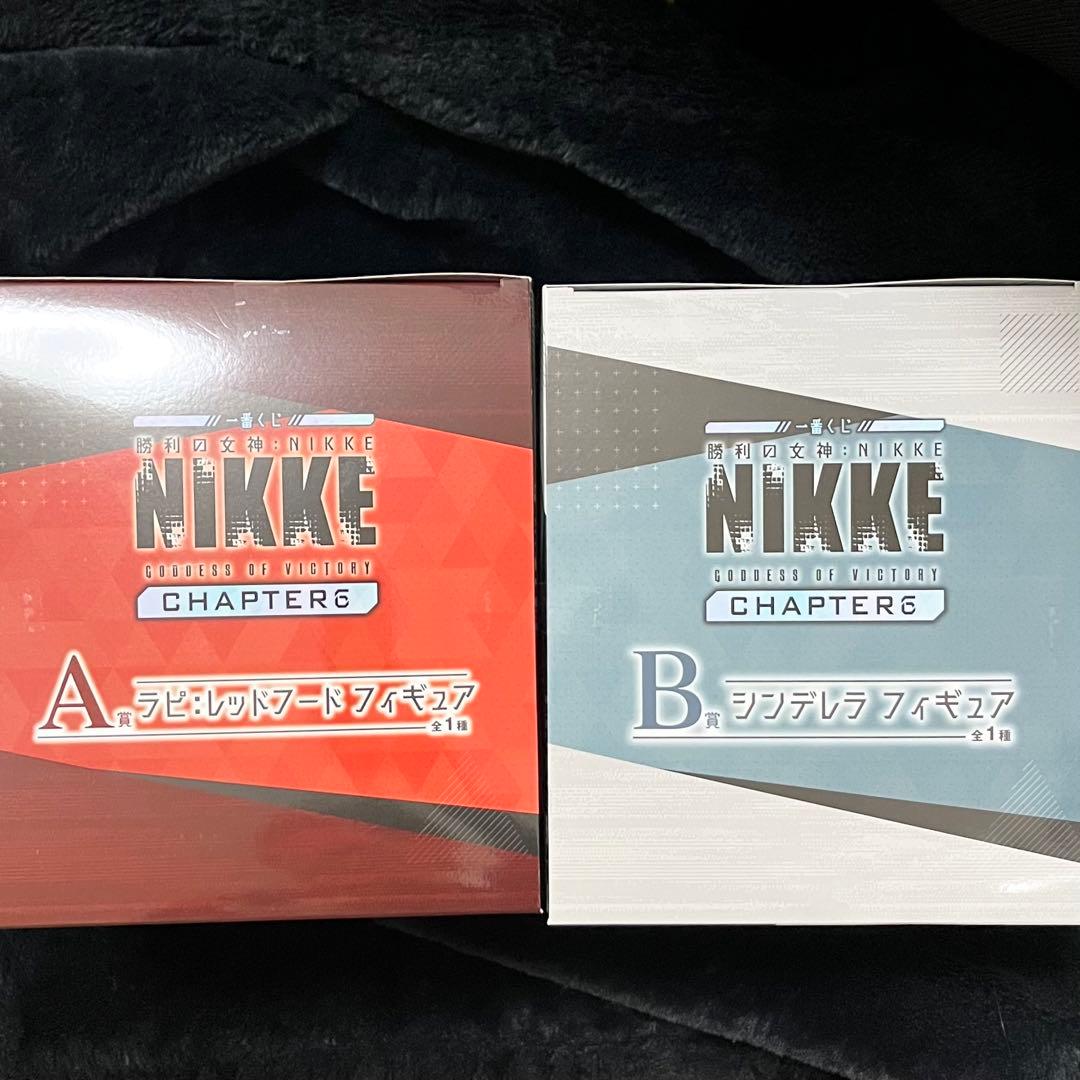 一番くじ
勝利の女神：NIKKE
NIKKE
GODDESS OF VICTORY
CHAPTER6
A賞 ラピ：レッドフード フィギュア
全1種
一番くじ
勝利の女神：NIKKE
NIKKE
GODDESS OF VICTORY
CHAPTER6
B賞 シンデレラ フィギュア
全1種